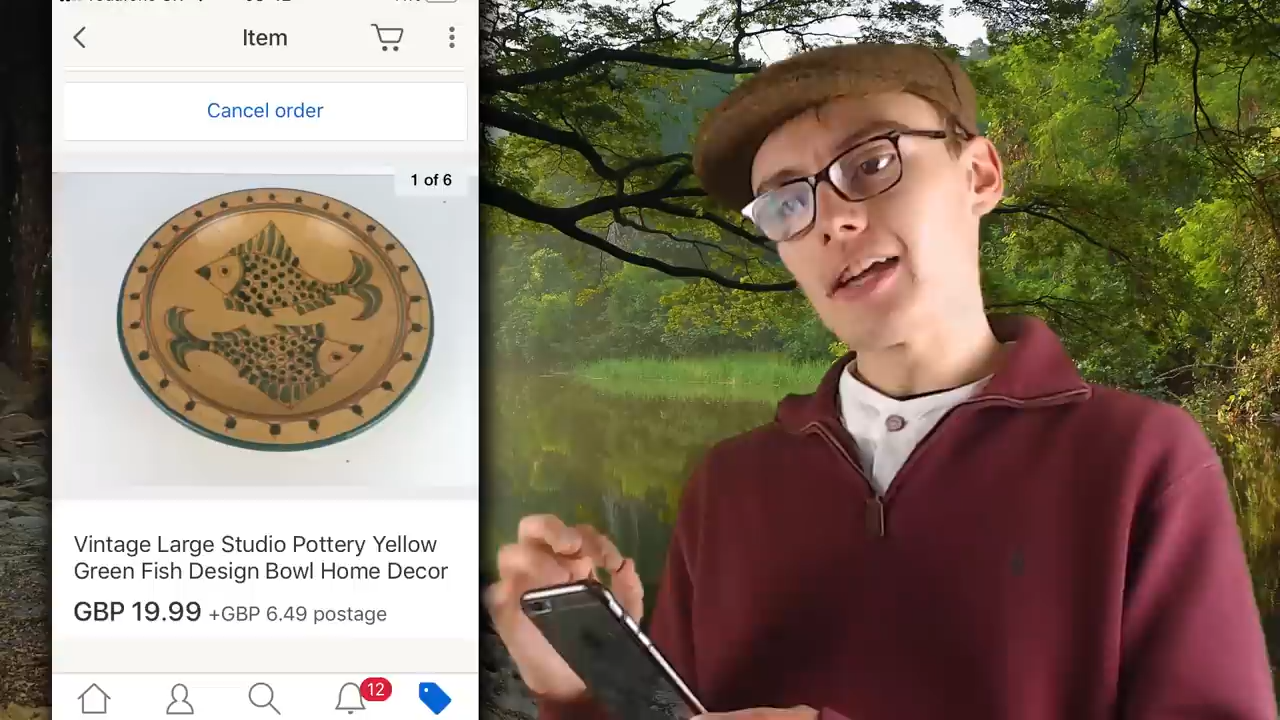 Item
Cancel order
1 of 6
Vintage Large Studio Pottery Yellow
Green Fish Design Bowl Home Decor
GBP 19.99 +GBP 6.49 postage
12